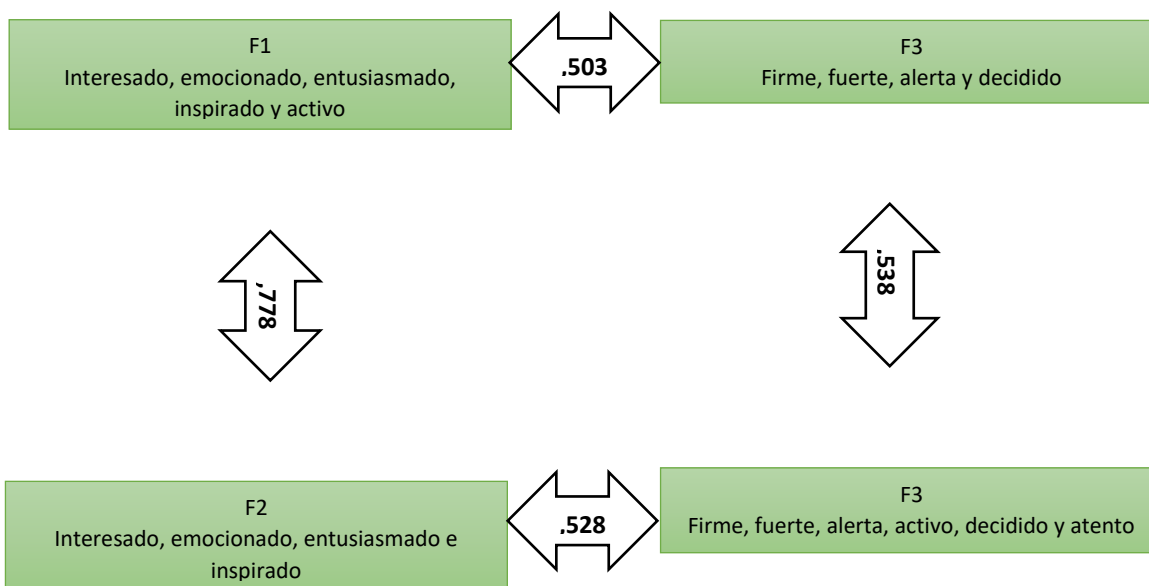 F1
Interesado, emocionado, entusiasmado,
inspirado y activo
,503
F3
Firme, fuerte, alerta y decidido
,778
,538
F2
Interesado, emocionado, entusiasmado e
inspirado
,528
F3
Firme, fuerte, alerta, activo, decidido y atento